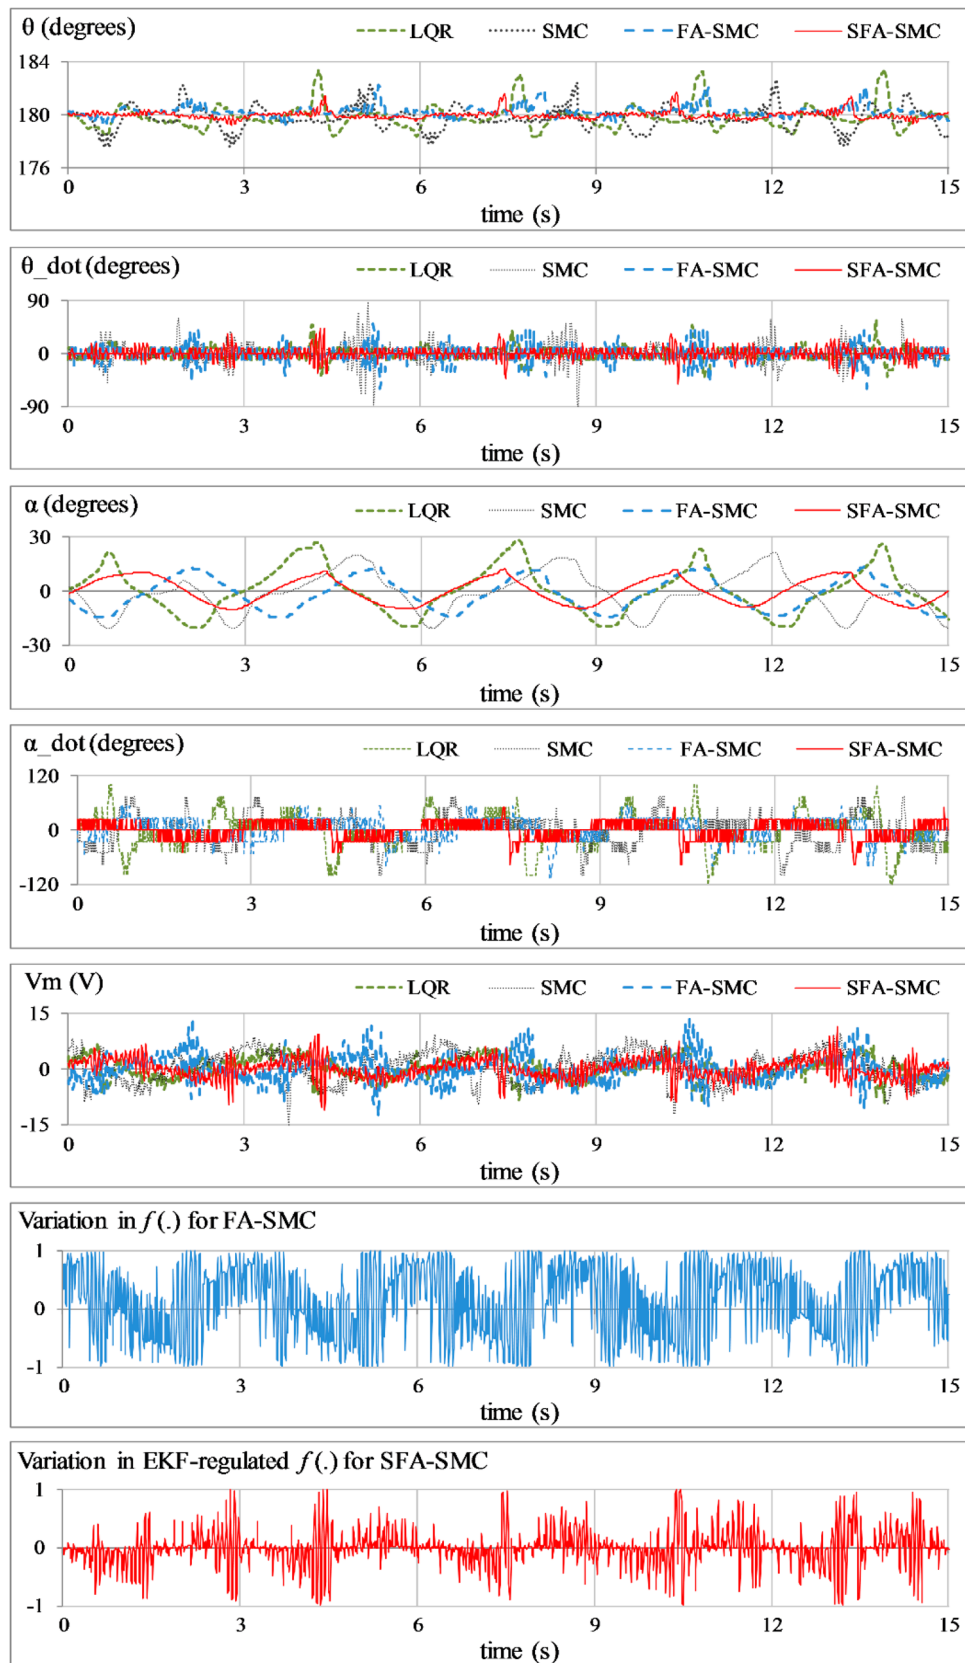 θ (degrees)
LQR SMC FA-SMC SFA-SMC
184
180
176
0 3 6 9 12 15
time (s)
θ_dot (degrees)
LQR SMC FA-SMC SFA-SMC
90
0
-90
0 3 6 9 12 15
time (s)
α (degrees)
LQR SMC FA-SMC SFA-SMC
30
0
-30
0 3 6 9 12 15
time (s)
α_dot (degrees)
LQR SMC FA-SMC SFA-SMC
120
0
-120
0 3 6 9 12 15
time (s)
Vm (V)
LQR SMC FA-SMC SFA-SMC
15
0
-15
0 3 6 9 12 15
time (s)
Variation in f(.) for FA-SMC
1
0
-1
0 3 6 9 12 15
time (s)
Variation in EKF-regulated f(.) for SFA-SMC
1
0
-1
0 3 6 9 12 15
time (s)